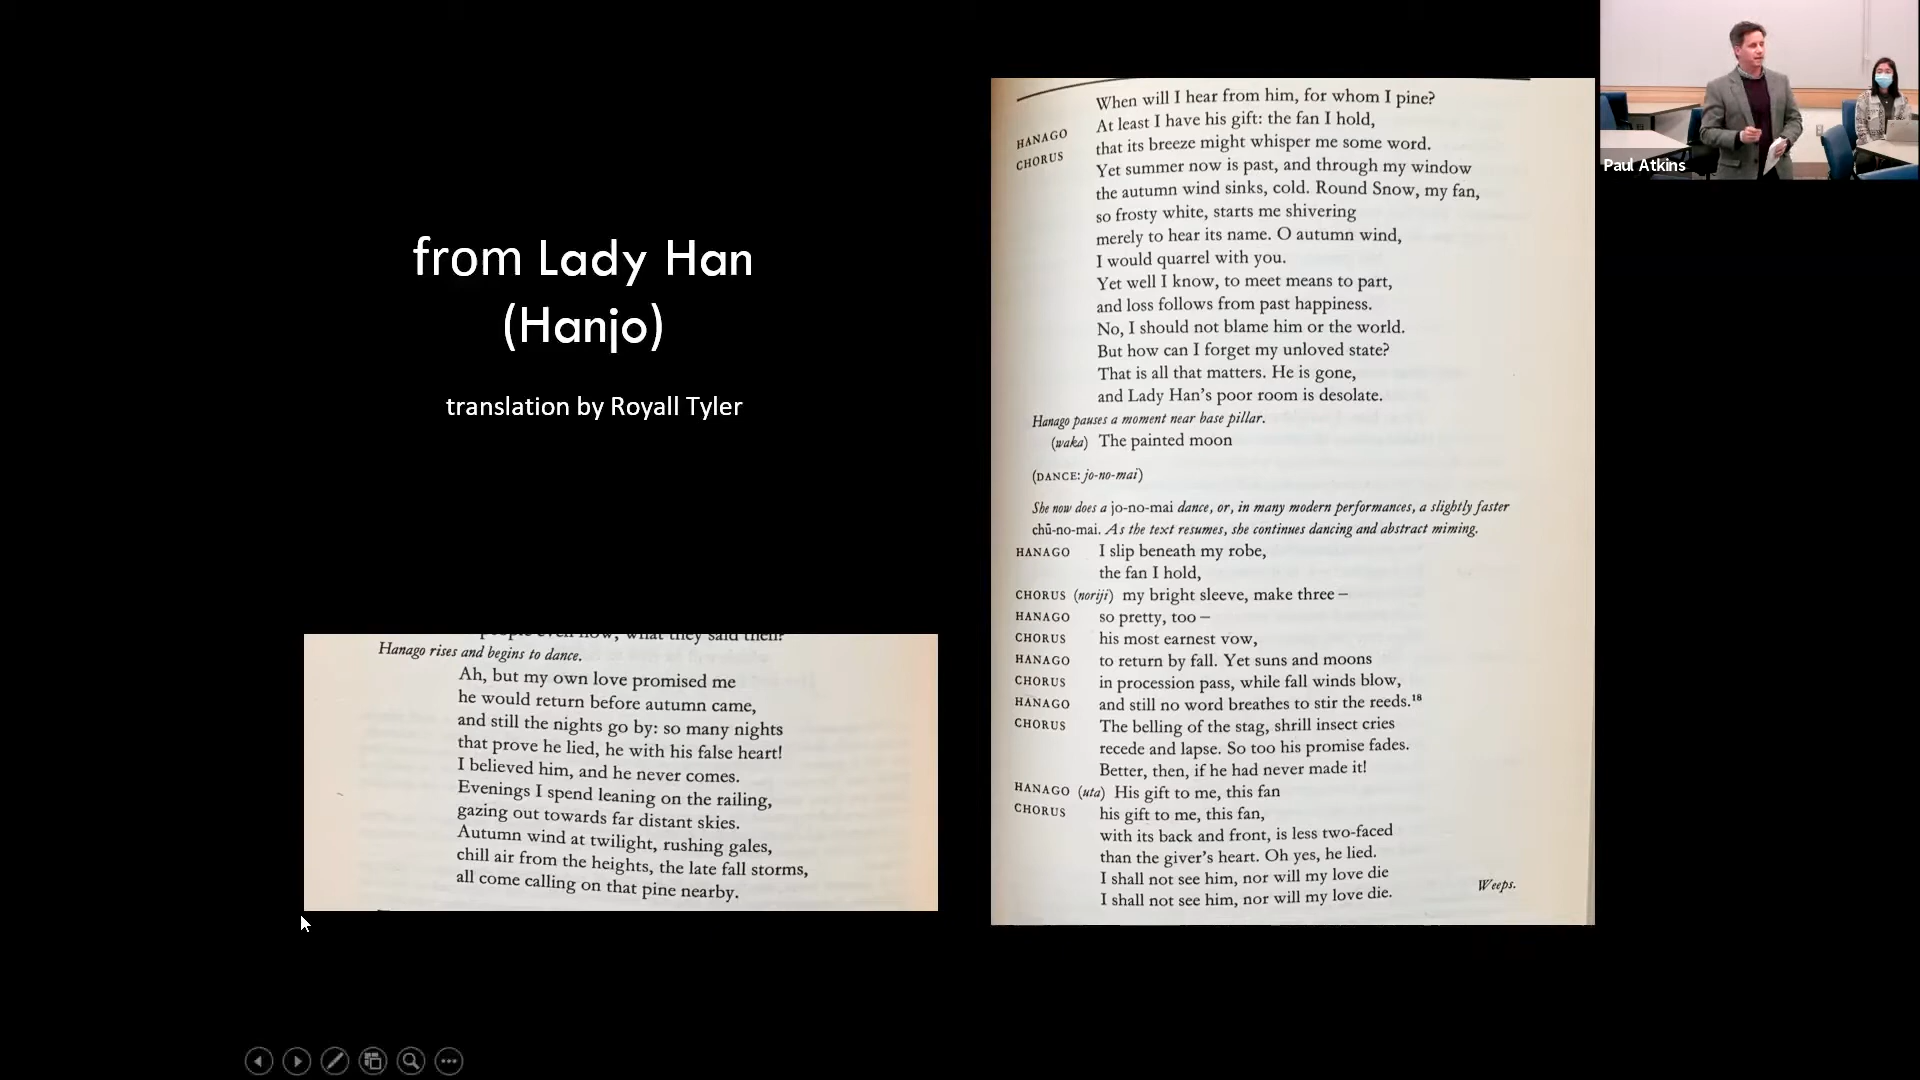 from Lady Han
(Hanjo)
translation by Royall Tyler
people even now, what they said then?
Hanago rises and begins to dance.
Ah, but my own love promised me
he would return before autumn came,
and still the nights go by: so many nights
that prove he lied, he with his false heart!
I believed him, and he never comes.
Evenings I spend leaning on the railing,
gazing out towards far distant skies.
Autumn wind at twilight, rushing gales,
chill air from the heights, the late fall storms,
all come calling on that pine nearby.
When will I hear from him, for whom I pine?
HANAGO At least I have his gift: the fan I hold,
CHORUS that its breeze might whisper me some word.
Yet summer now is past, and through my window
the autumn wind sinks, cold. Round Snow, my fan,
so frosty white, starts me shivering
merely to hear its name. O autumn wind,
I would quarrel with you.
Yet well I know, to meet means to part,
and loss follows from past happiness.
No, I should not blame him or the world.
But how can I forget my unloved state?
That is all that matters. He is gone,
and Lady Han's poor room is desolate.
Hanago pauses a moment near base pillar.
(waka) The painted moon
(DANCE: jo-no-mai)
She now does a jo-no-mai dance, or, in many modern performances, a slightly faster
chū-no-mai. As the text resumes, she continues dancing and abstract miming.
HANAGO I slip beneath my robe,
the fan I hold,
CHORUS (noriji) my bright sleeve, make three –
HANAGO so pretty, too –
CHORUS his most earnest vow,
HANAGO to return by fall. Yet suns and moons
CHORUS in procession pass, while fall winds blow,
HANAGO and still no word breathes to stir the reeds.18
CHORUS The belling of the stag, shrill insect cries
recede and lapse. So too his promise fades.
Better, then, if he had never made it!
HANAGO (uta) His gift to me, this fan
CHORUS his gift to me, this fan,
with its back and front, is less two-faced
than the giver's heart. Oh yes, he lied.
I shall not see him, nor will my love die
I shall not see him, nor will my love die. Weeps.
Paul Atkins